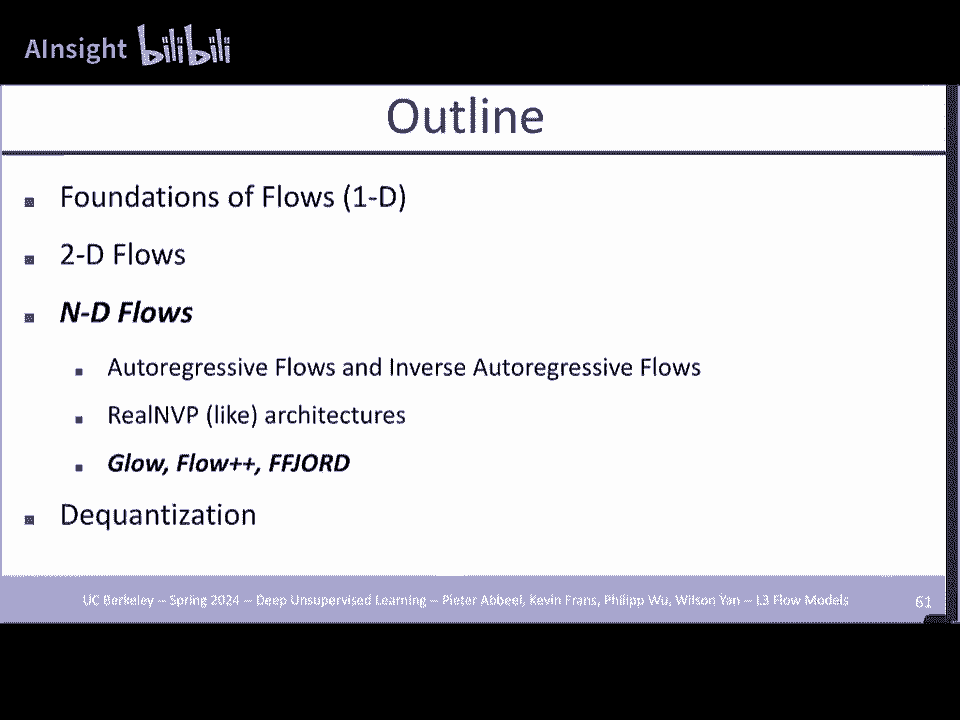 AInsight bilibili
Outline
Foundations of Flows (1-D)
2-D Flows
N-D Flows
Autoregressive Flows and Inverse Autoregressive Flows
RealNVP (like) architectures
Glow, Flow++, FFJORD
Dequantization
UC Berkeley -- Spring 2024 -- Deep Unsupervised Learning -- Pieter Abbeel, Kevin Frans, Philipp Wu, Wilson Yan -- L3 Flow Models 61